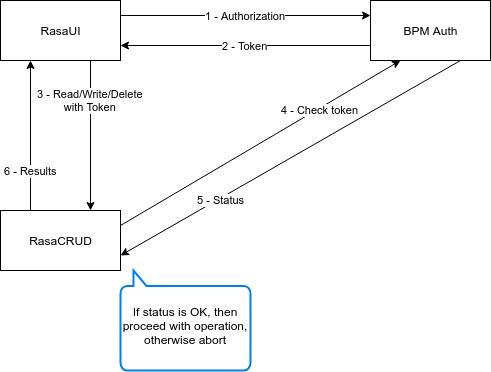 RasaUI
1 - Authorization
BPM Auth
2 - Token
3 - Read/Write/Delete
with Token
4 - Check token
6 - Results
5 - Status
RasaCRUD
If status is OK, then
proceed with operation,
otherwise abort